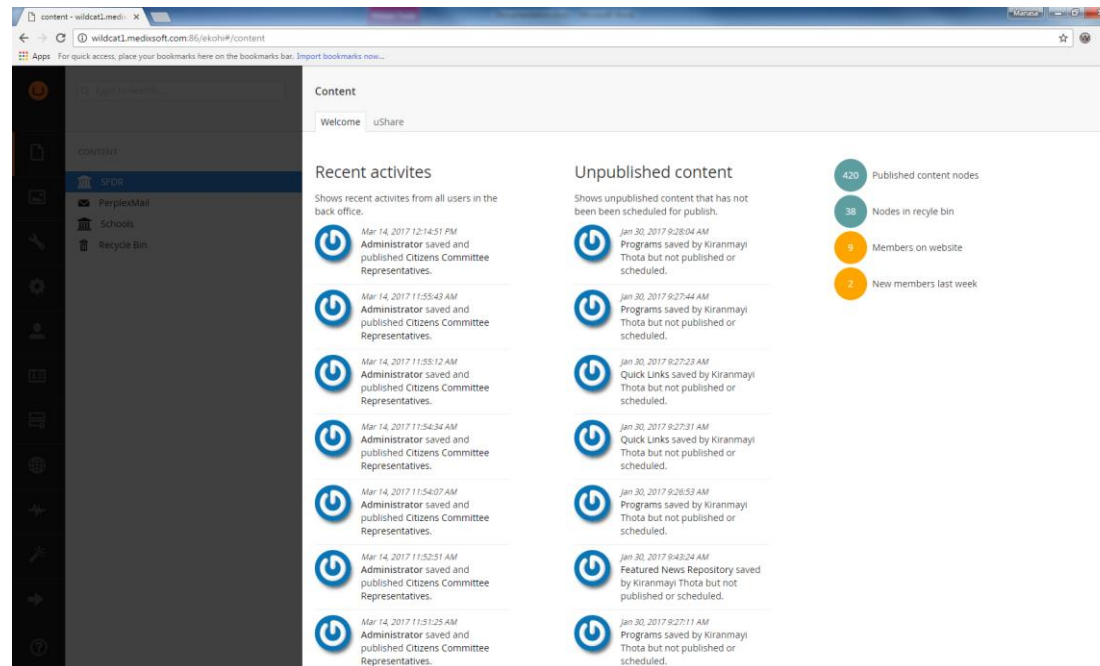 content - wildcat1.medi
Manasa
wildcat1.medixsoft.com:86/ekohi#/content
Apps
For quick access, place your bookmarks here on the bookmarks bar. Import bookmarks now...
Type to search...
CONTENT
SFDR
PerplexMail
Schools
Recycle Bin
Content
Welcome
uShare
Recent activites
Shows recent activites from all users in the
back office.
Mar 14, 2017 12:14:51 PM
Administrator saved and
published Citizens Committee
Representatives.
Mar 14, 2017 11:55:43 AM
Administrator saved and
published Citizens Committee
Representatives.
Mar 14, 2017 11:55:12 AM
Administrator saved and
published Citizens Committee
Representatives.
Mar 14, 2017 11:54:34 AM
Administrator saved and
published Citizens Committee
Representatives.
Mar 14, 2017 11:54:07 AM
Administrator saved and
published Citizens Committee
Representatives.
Mar 14, 2017 11:52:51 AM
Administrator saved and
published Citizens Committee
Representatives.
Mar 14, 2017 11:51:25 AM
Administrator saved and
published Citizens Committee
Representatives.
Unpublished content
Shows unpublished content that has not
been been scheduled for publish.
Jan 30, 2017 9:28:04 AM
Programs saved by Kiranmayi
Thota but not published or
scheduled.
Jan 30, 2017 9:27:44 AM
Programs saved by Kiranmayi
Thota but not published or
scheduled.
Jan 30, 2017 9:27:23 AM
Quick Links saved by Kiranmayi
Thota but not published or
scheduled.
Jan 30, 2017 9:27:31 AM
Quick Links saved by Kiranmayi
Thota but not published or
scheduled.
Jan 30, 2017 9:26:53 AM
Programs saved by Kiranmayi
Thota but not published or
scheduled.
Jan 30, 2017 9:43:24 AM
Featured News Repository saved
by Kiranmayi Thota but not
published or scheduled.
Jan 30, 2017 9:27:11 AM
Programs saved by Kiranmayi
Thota but not published or
scheduled.
420 Published content nodes
38 Nodes in recyle bin
9 Members on website
2 New members last week